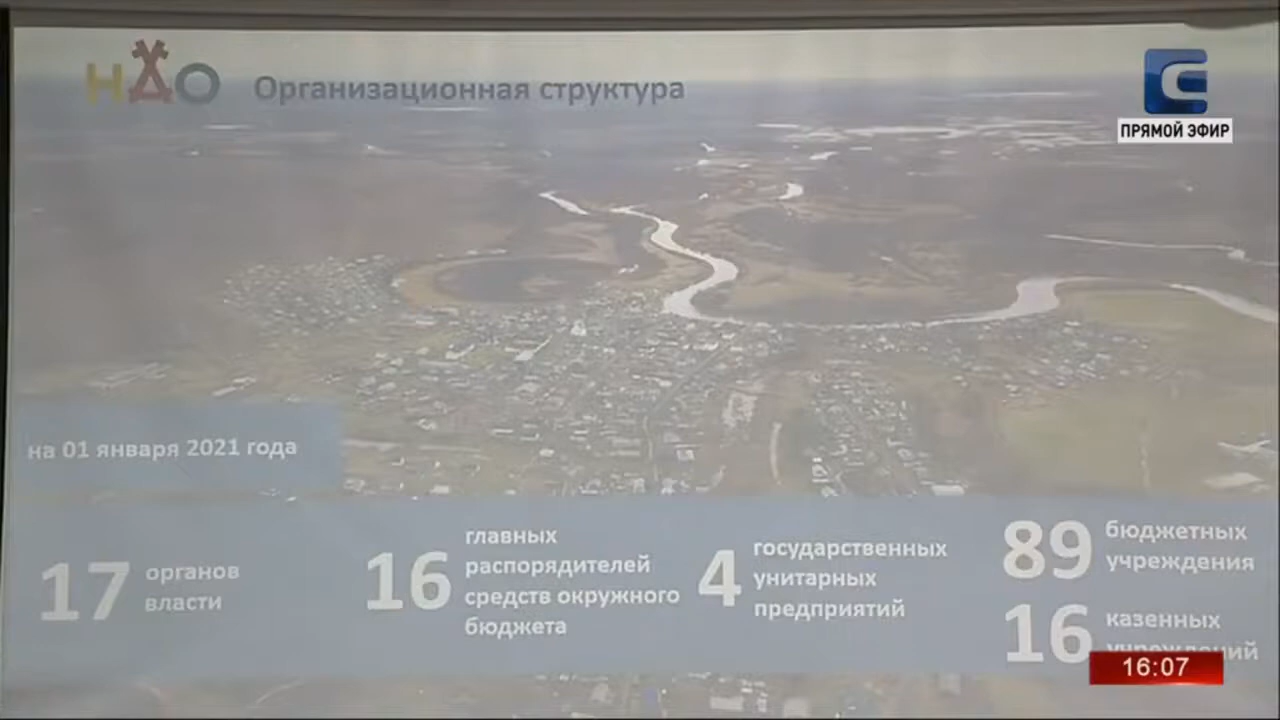 НАО
Организационная структура
ПРЯМОЙ ЭФИР
на 01 января 2021 года
17
органов
власти
16
главных
распорядителей
средств окружного
бюджета
4
государственных
унитарных
предприятий
89
бюджетных
учреждения
16
казенных
учреждений
16:07